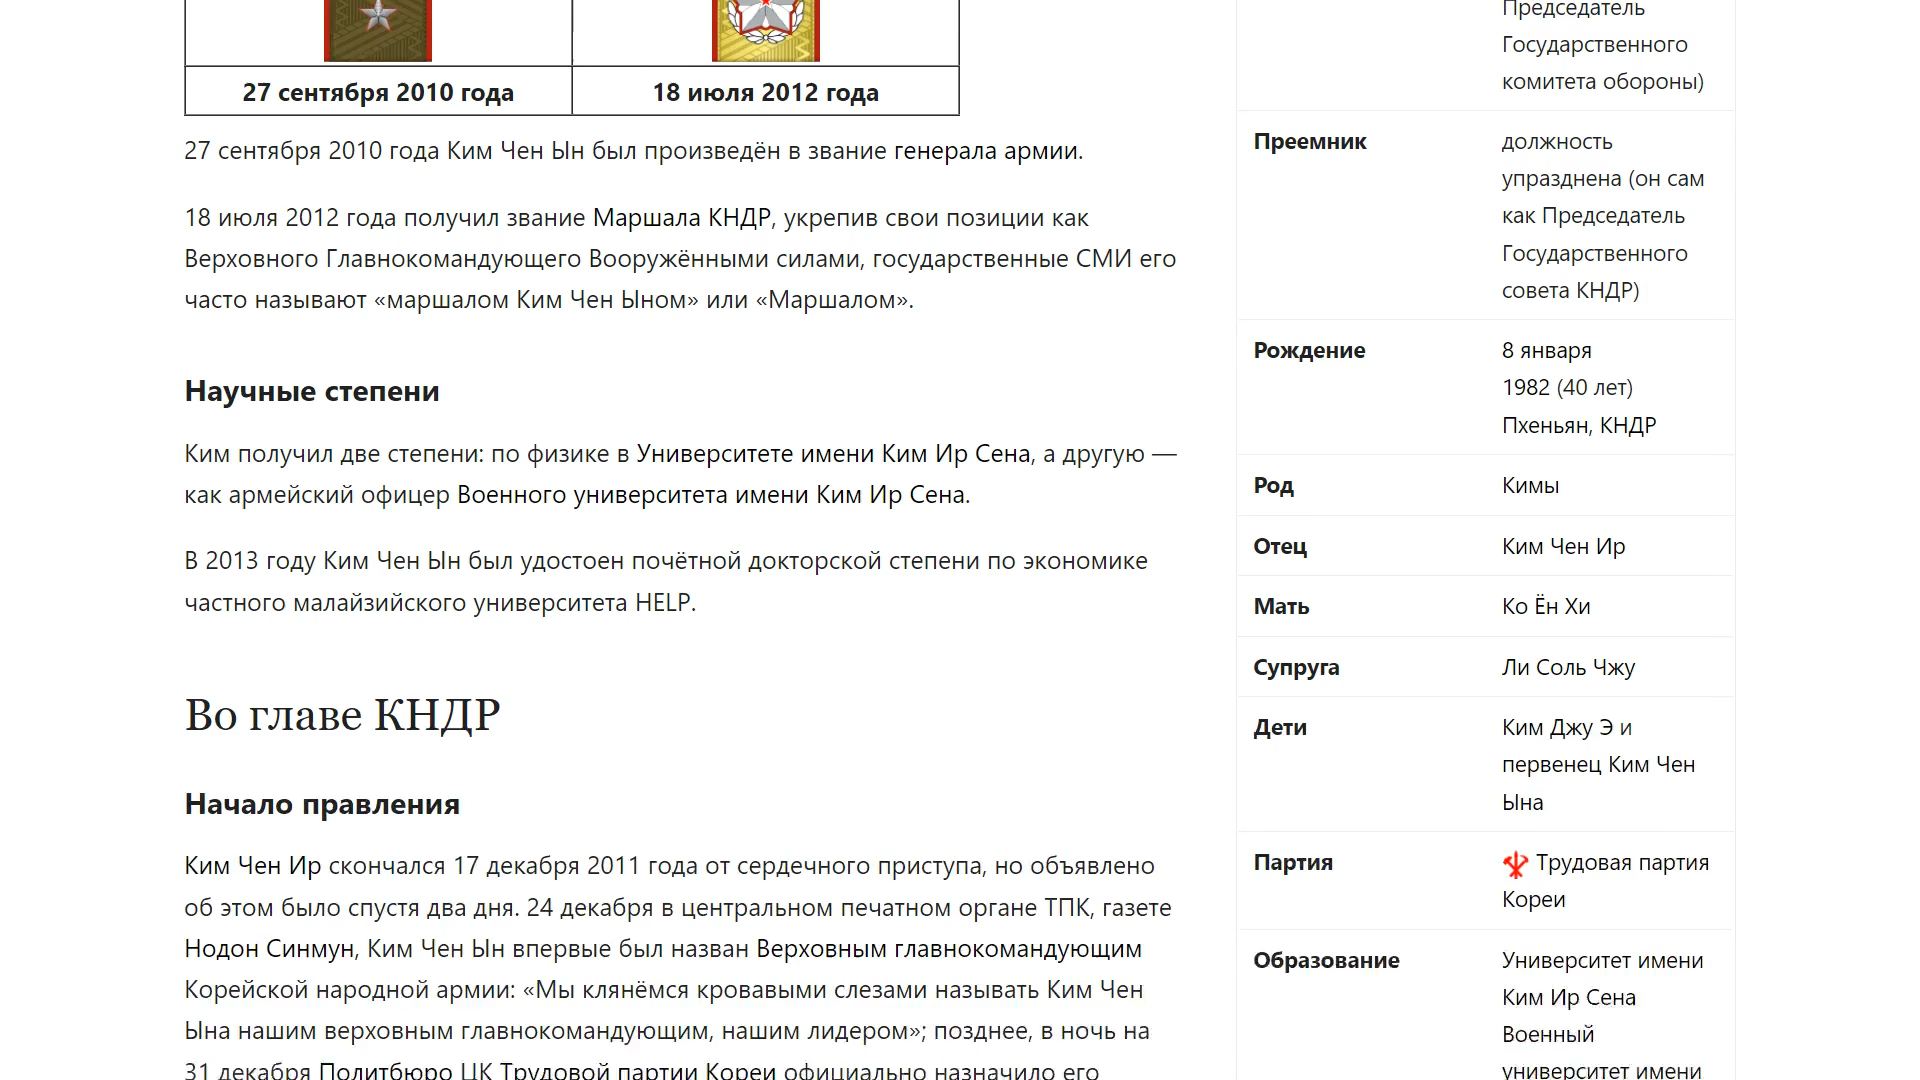 27 сентября 2010 года
18 июля 2012 года
27 сентября 2010 года Ким Чен Ын был произведён в звание генерала армии.
18 июля 2012 года получил звание Маршала КНДР, укрепив свои позиции как
Верховного Главнокомандующего Вооружёнными силами, государственные СМИ его
часто называют «маршалом Ким Чен Ыном» или «Маршалом».
Научные степени
Ким получил две степени: по физике в Университете имени Ким Ир Сена, а другую —
как армейский офицер Военного университета имени Ким Ир Сена.
В 2013 году Ким Чен Ын был удостоен почётной докторской степени по экономике
частного малайзийского университета HELP.
Во главе КНДР
Начало правления
Ким Чен Ир скончался 17 декабря 2011 года от сердечного приступа, но объявлено
об этом было спустя два дня. 24 декабря в центральном печатном органе ТПК, газете
Нодон Синмун, Ким Чен Ын впервые был назван Верховным главнокомандующим
Корейской народной армии: «Мы клянёмся кровавыми слезами называть Ким Чен
Ына нашим верховным главнокомандующим, нашим лидером»; позднее, в ночь на
31 декабря Политбюро ЦК Трудовой партии Кореи официально назначило его
Председатель
Государственного
комитета обороны)
Преемник
должность
упразднена (он сам
как Председатель
Государственного
совета КНДР)
Рождение
8 января
1982 (40 лет)
Пхеньян, КНДР
Род
Кимы
Отец
Ким Чен Ир
Мать
Ко Ён Хи
Супруга
Ли Соль Чжу
Дети
Ким Джу Э и
первенец Ким Чен
Ына
Партия
Трудовая партия
Кореи
Образование
Университет имени
Ким Ир Сена
Военный
университет имени